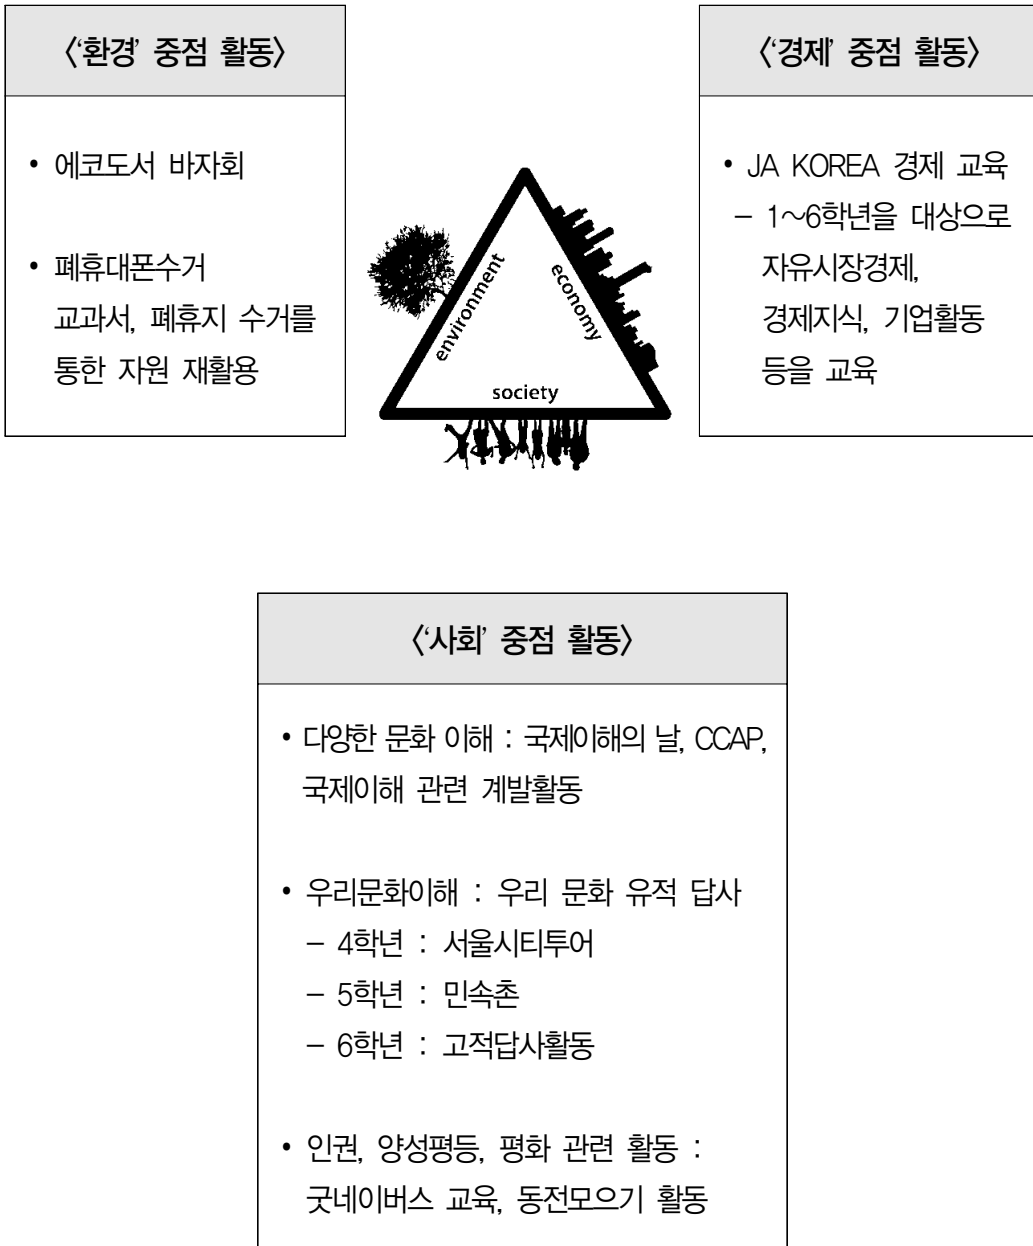 〈‘환경’ 중점 활동〉
• 에코도서 바자회
• 폐휴대폰수거
교과서, 폐휴지 수거를
통한 자원 재활용
environment
economy
society
〈‘경제’ 중점 활동〉
• JA KOREA 경제 교육
– 1~6학년을 대상으로
자유시장경제,
경제지식, 기업활동
등을 교육
〈‘사회’ 중점 활동〉
• 다양한 문화 이해 : 국제이해의 날, CCAP,
국제이해 관련 계발활동
• 우리문화이해 : 우리 문화 유적 답사
– 4학년 : 서울시티투어
– 5학년 : 민속촌
– 6학년 : 고적답사활동
• 인권, 양성평등, 평화 관련 활동 :
굿네이버스 교육, 동전모으기 활동